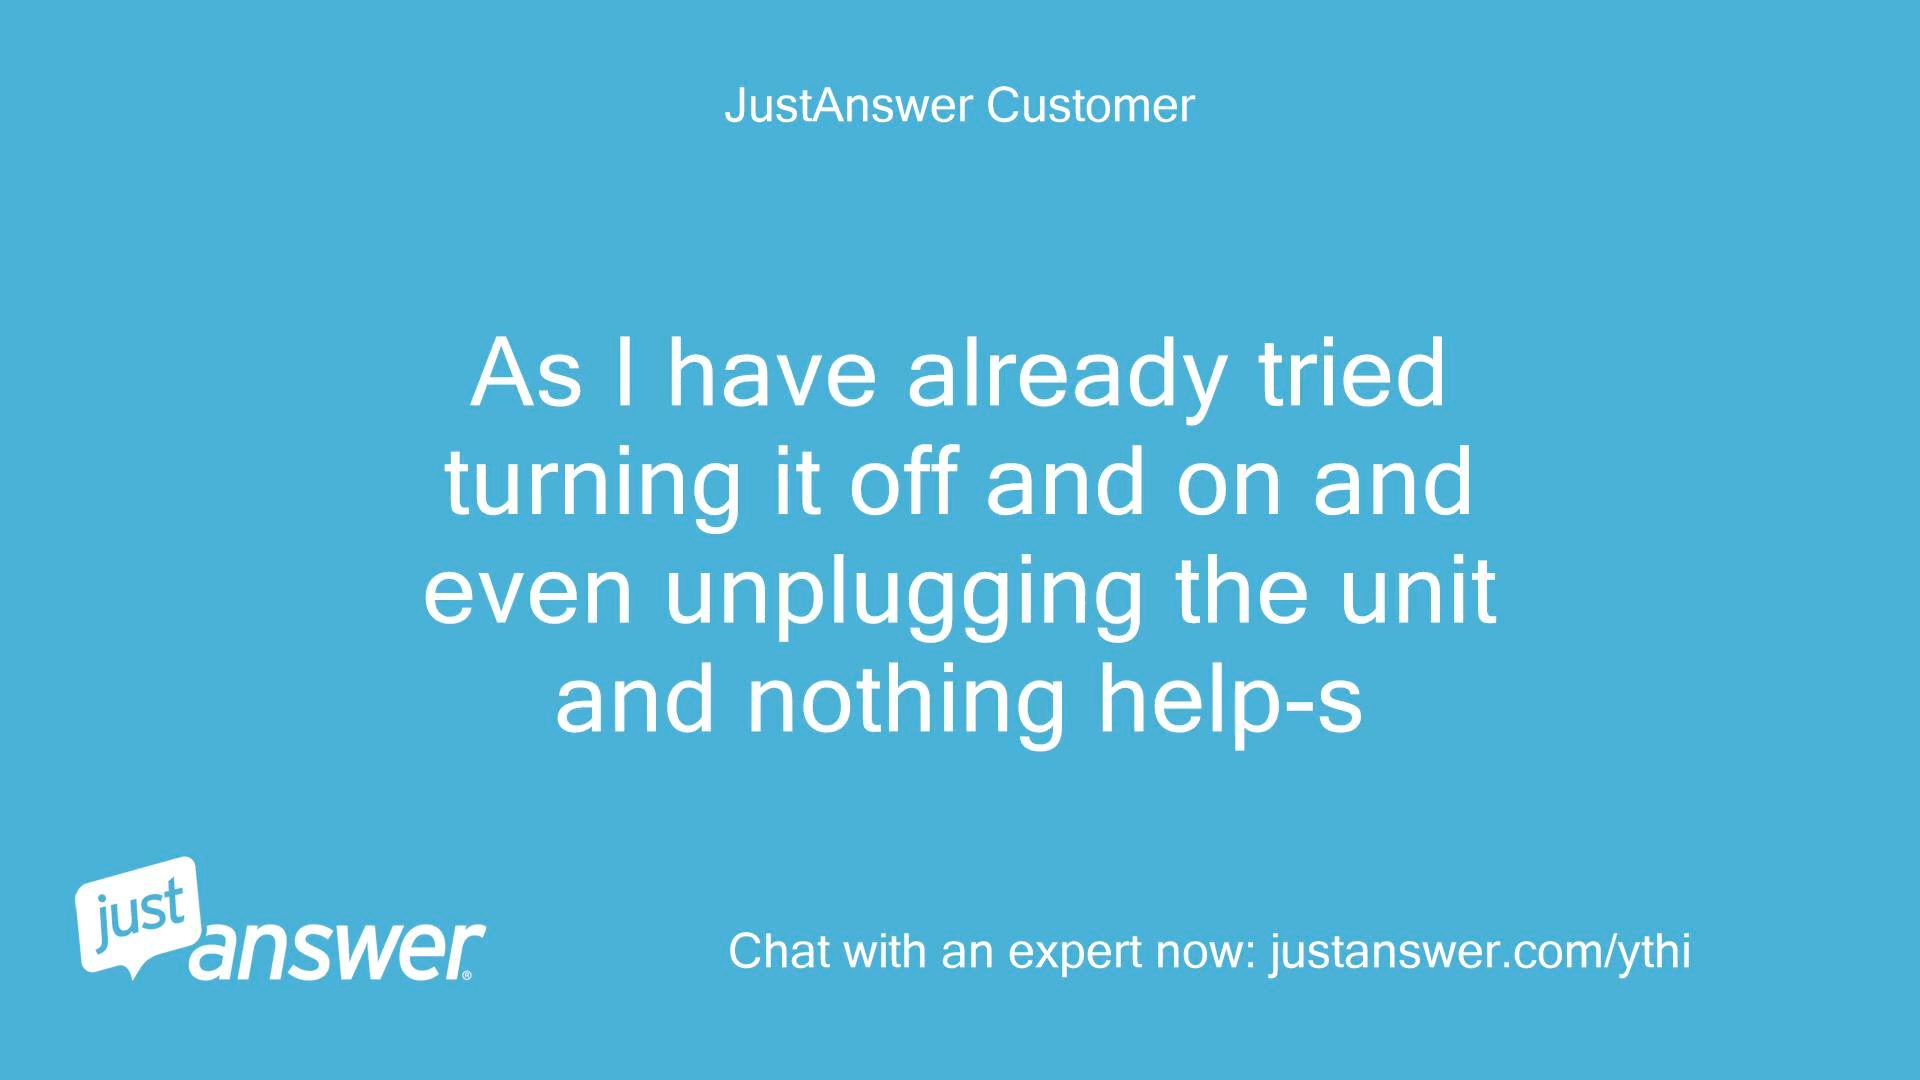 JustAnswer Customer
As I have already tried
turning it off and on and
even unplugging the unit
and nothing help-s
just
answer®
Chat with an expert now: justanswer.com/ythi